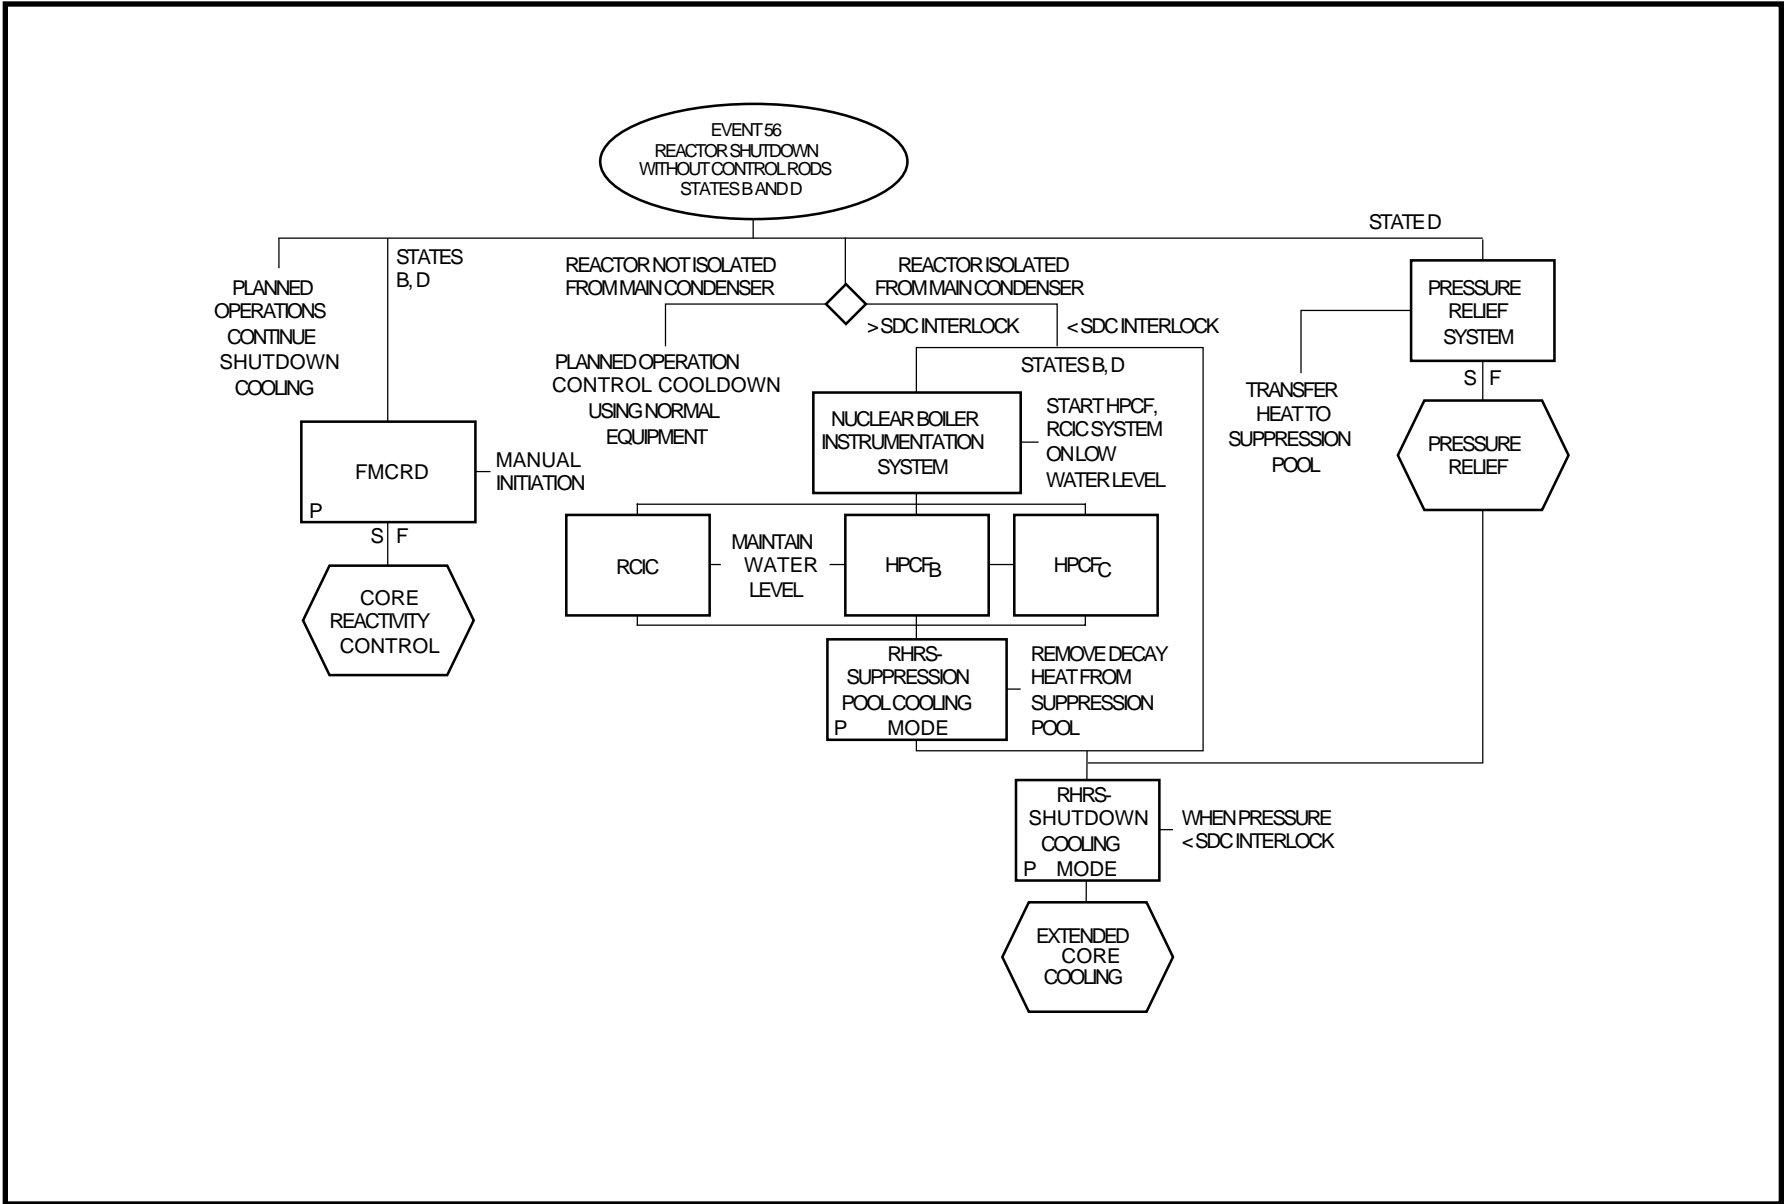 EVENT 56
REACTOR SHUTDOWN
WITHOUT CONTROL RODS
STATES B AND D
STATE D
STATES
B, D
REACTOR NOT ISOLATED
FROM MAIN CONDENSER
REACTOR ISOLATED
FROM MAIN CONDENSER
PLANNED
OPERATIONS
CONTINUE
SHUTDOWN
COOLING
> SDC INTERLOCK
< SDC INTERLOCK
PRESSURE
RELIEF
SYSTEM
S F
PLANNED OPERATION
CONTROL COOLDOWN
USING NORMAL
EQUIPMENT
STATES B, D
TRANSFER
HEAT TO
SUPPRESSION
POOL
NUCLEAR BOILER
INSTRUMENTATION
SYSTEM
START HPCF,
RCIC SYSTEM
ON LOW
WATER LEVEL
PRESSURE
RELIEF
FMCRD
P
MANUAL
INITIATION
S F
RCIC
MAINTAIN
WATER
LEVEL
HPCFB
HPCFC
CORE
REACTIVITY
CONTROL
RHRS-
SUPPRESSION
POOL COOLING
P MODE
REMOVE DECAY
HEAT FROM
SUPPRESSION
POOL
RHRS-
SHUTDOWN
COOLING
P MODE
WHEN PRESSURE
< SDC INTERLOCK
EXTENDED
CORE
COOLING